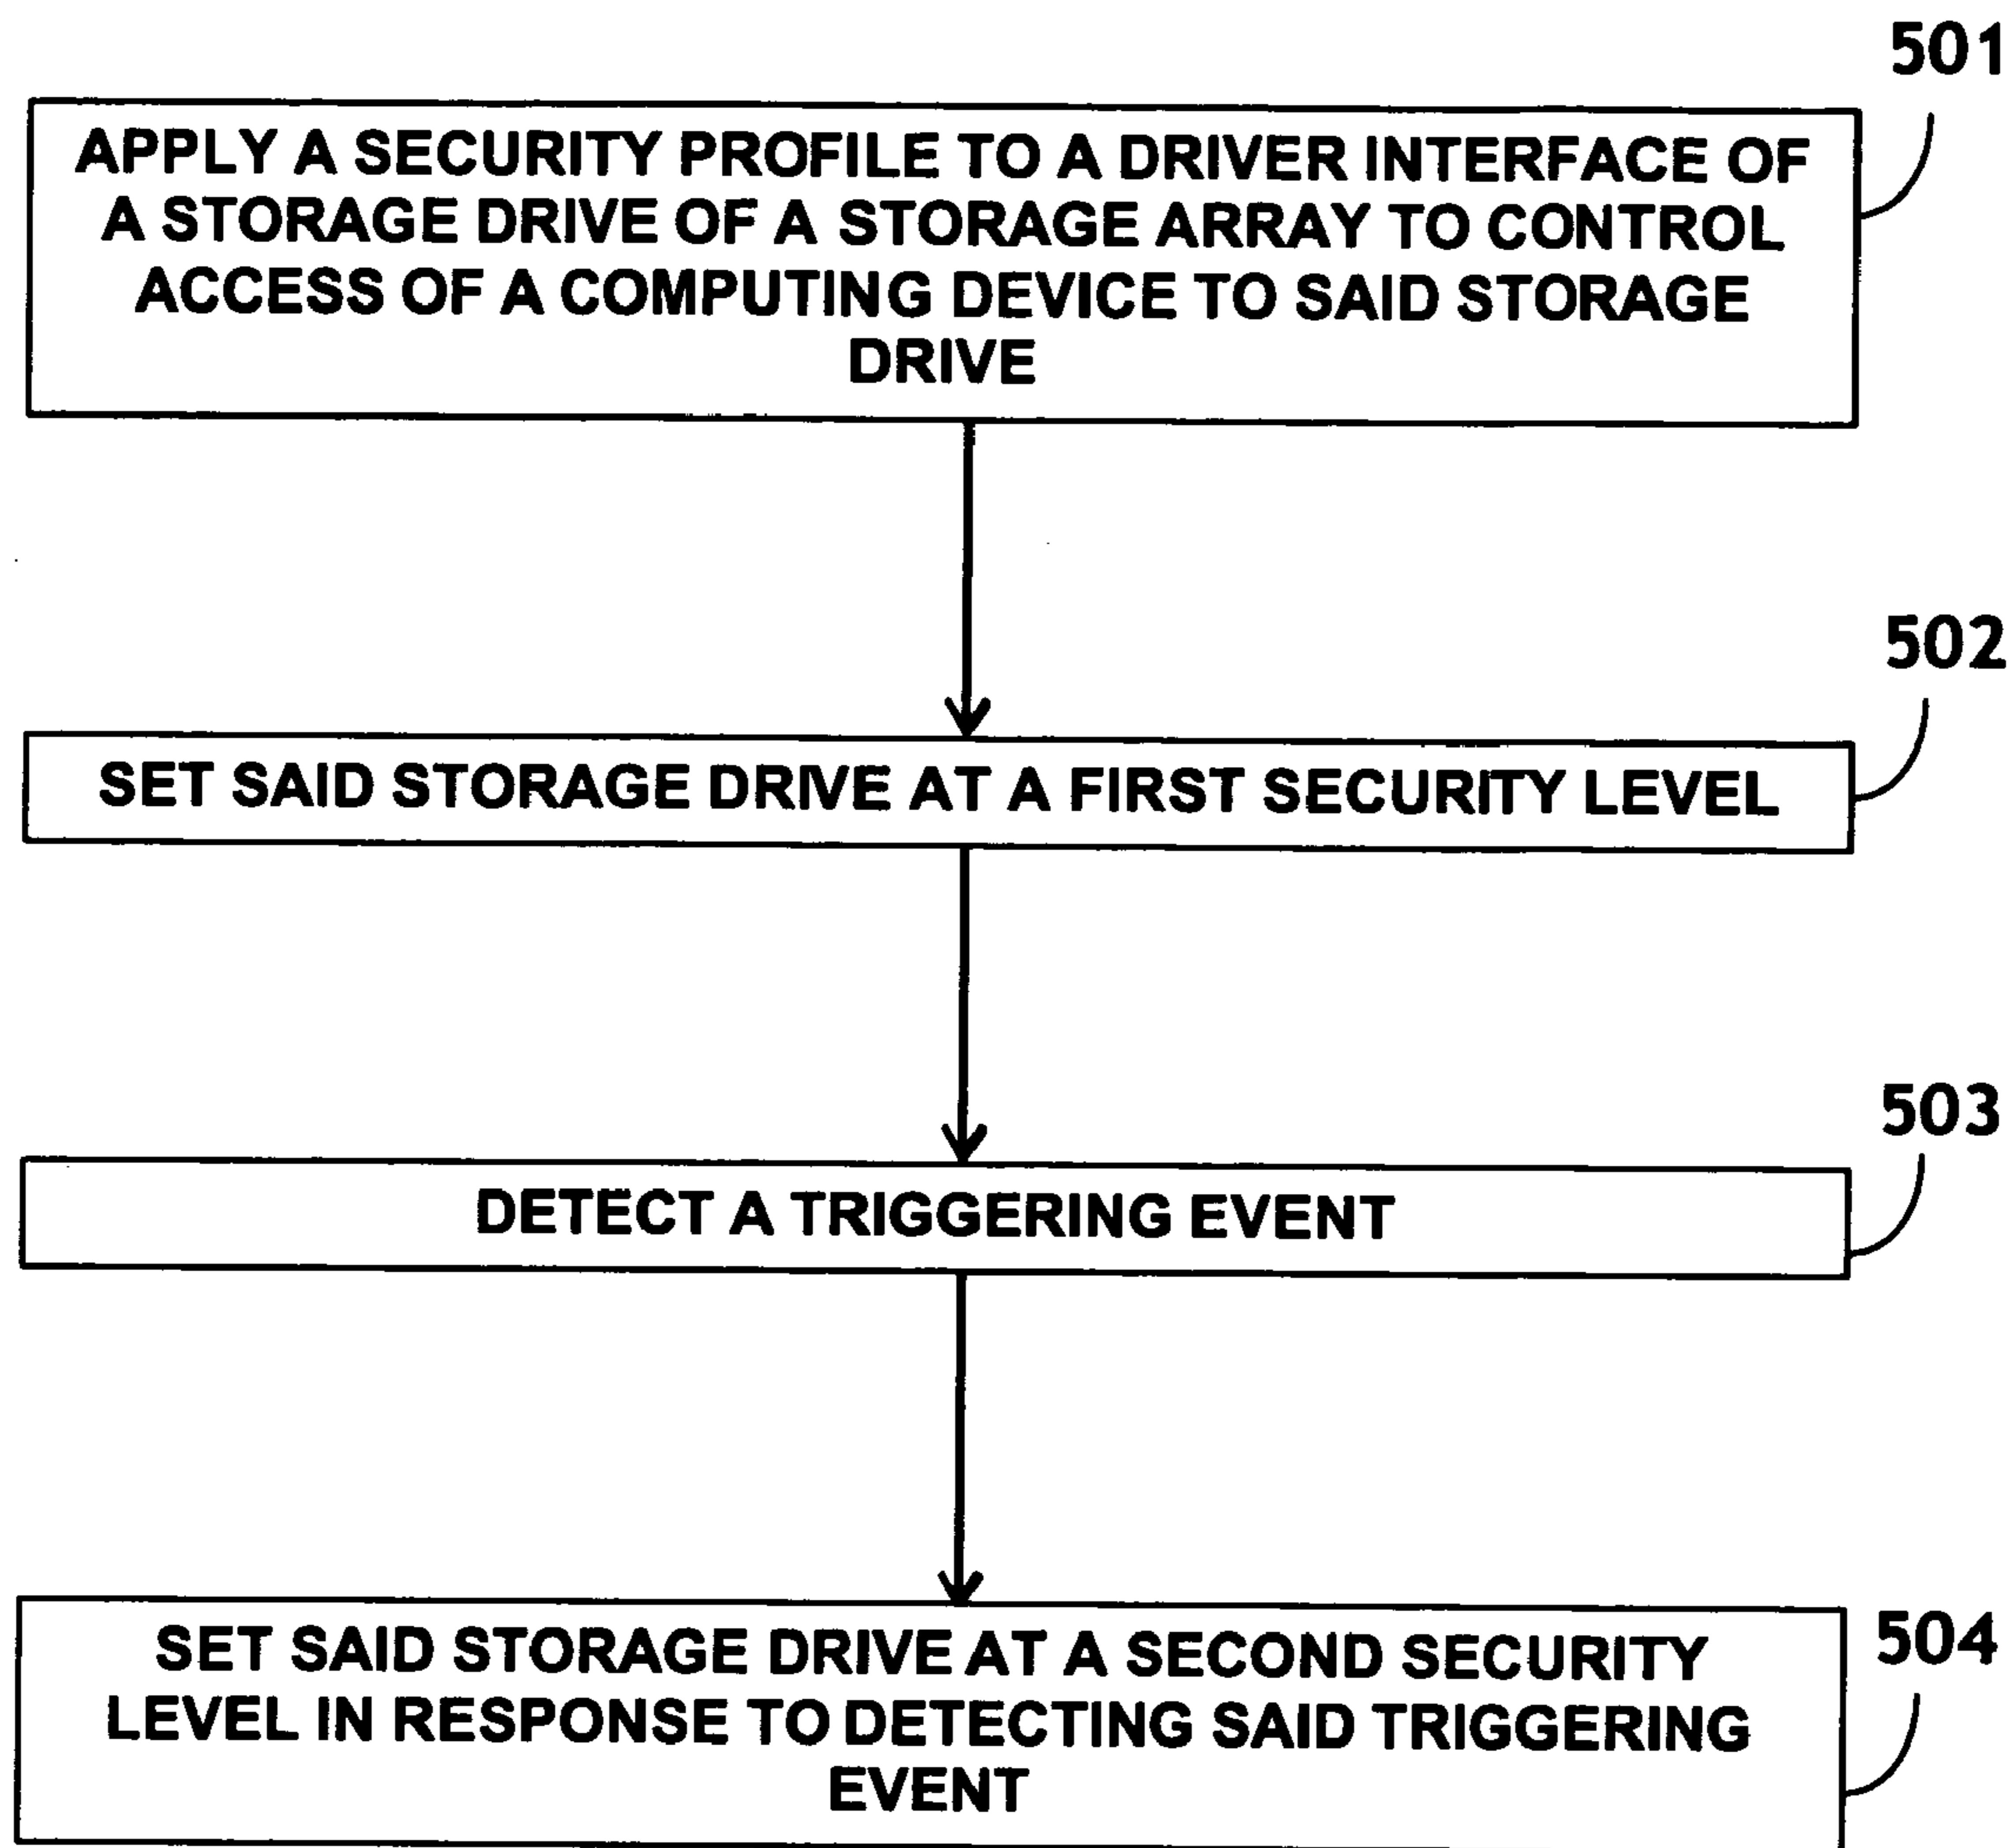 501
APPLY A SECURITY PROFILE TO A DRIVER INTERFACE OF
A STORAGE DRIVE OF A STORAGE ARRAY TO CONTROL
ACCESS OF A COMPUTING DEVICE TO SAID STORAGE
DRIVE
502
SET SAID STORAGE DRIVE AT A FIRST SECURITY LEVEL
503
DETECT A TRIGGERING EVENT
504
SET SAID STORAGE DRIVE AT A SECOND SECURITY
LEVEL IN RESPONSE TO DETECTING SAID TRIGGERING
EVENT